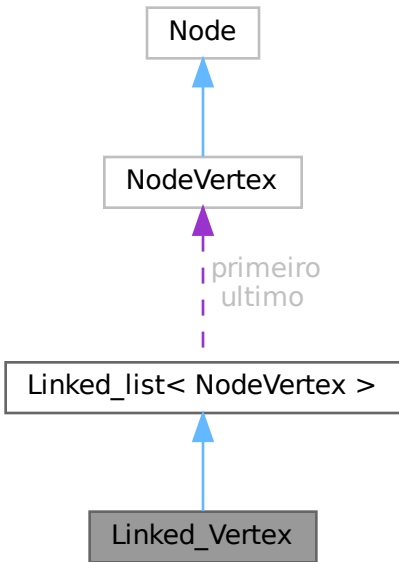 Node
NodeVertex
primeiro
ultimo
Linked_list< NodeVertex >
Linked_Vertex